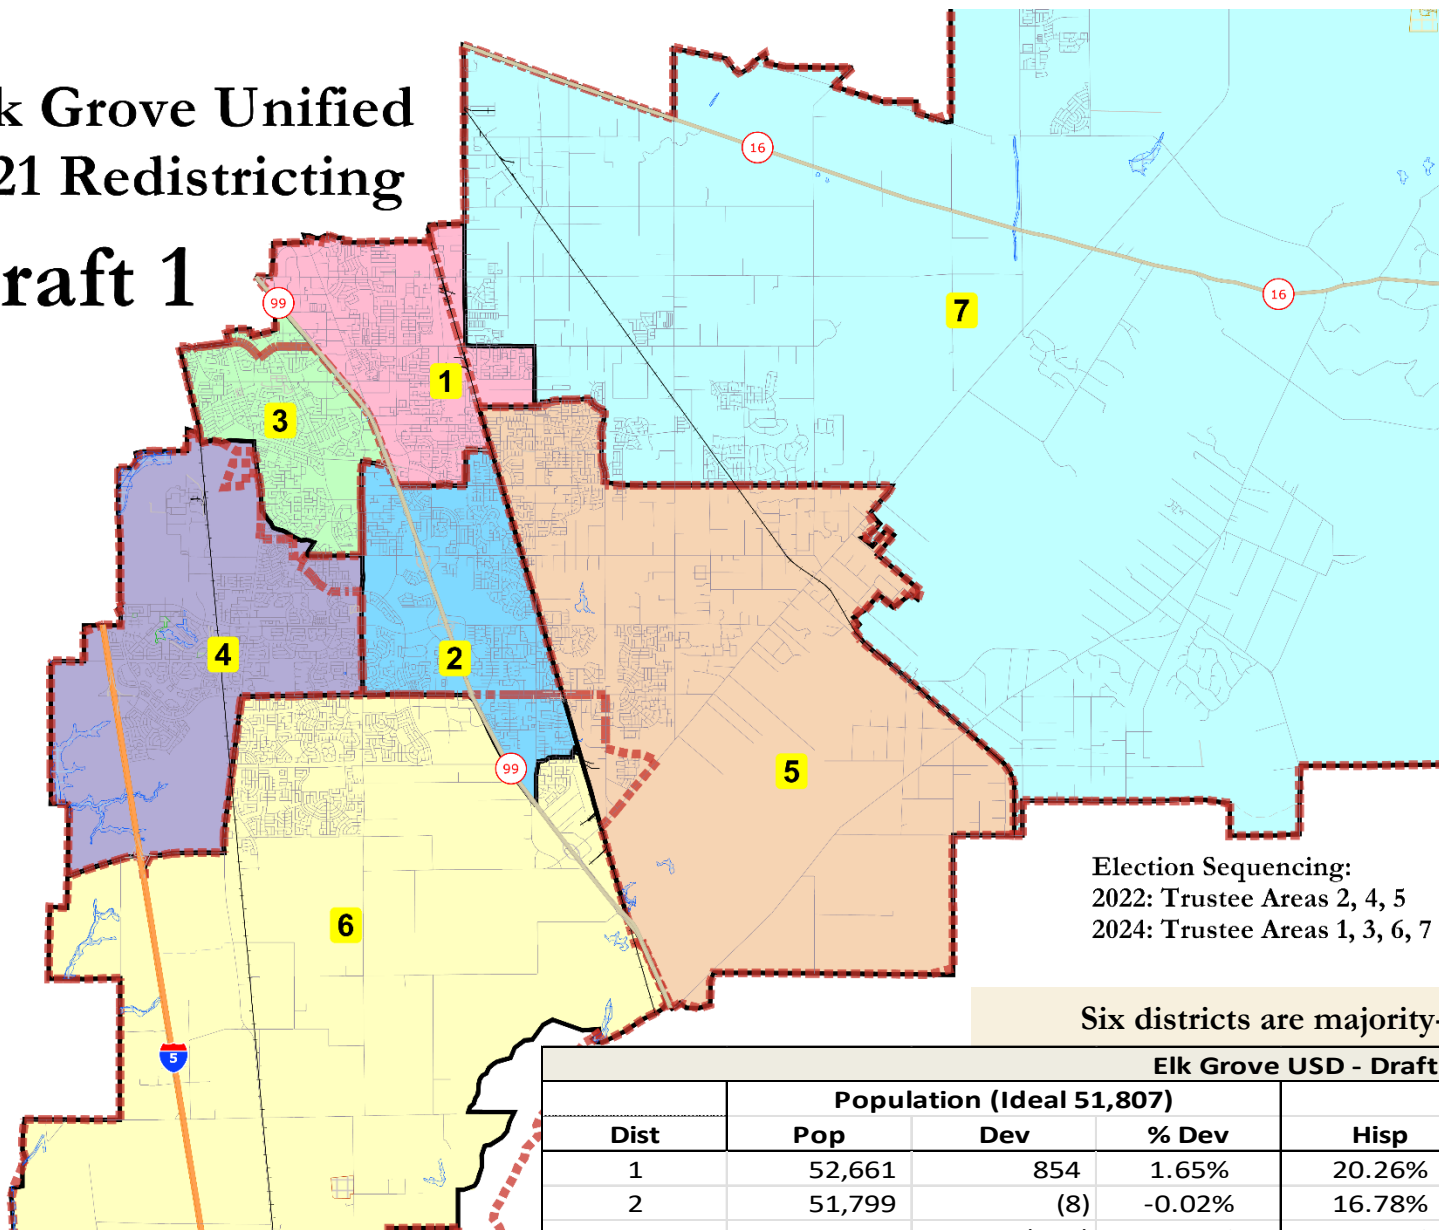 k Grove Unified
21 Redistricting
raft 1
16
16
99
7
1
3
4
2
99
5
6
5
Election Sequencing:
2022: Trustee Areas 2, 4, 5
2024: Trustee Areas 1, 3, 6, 7
Six districts are majority-
Elk Grove USD - Draft
Population (Ideal 51,807)
Dist Pop Dev % Dev Hisp
1 52,661 854 1.65% 20.26%
2 51,799 (8) -0.02% 16.78%